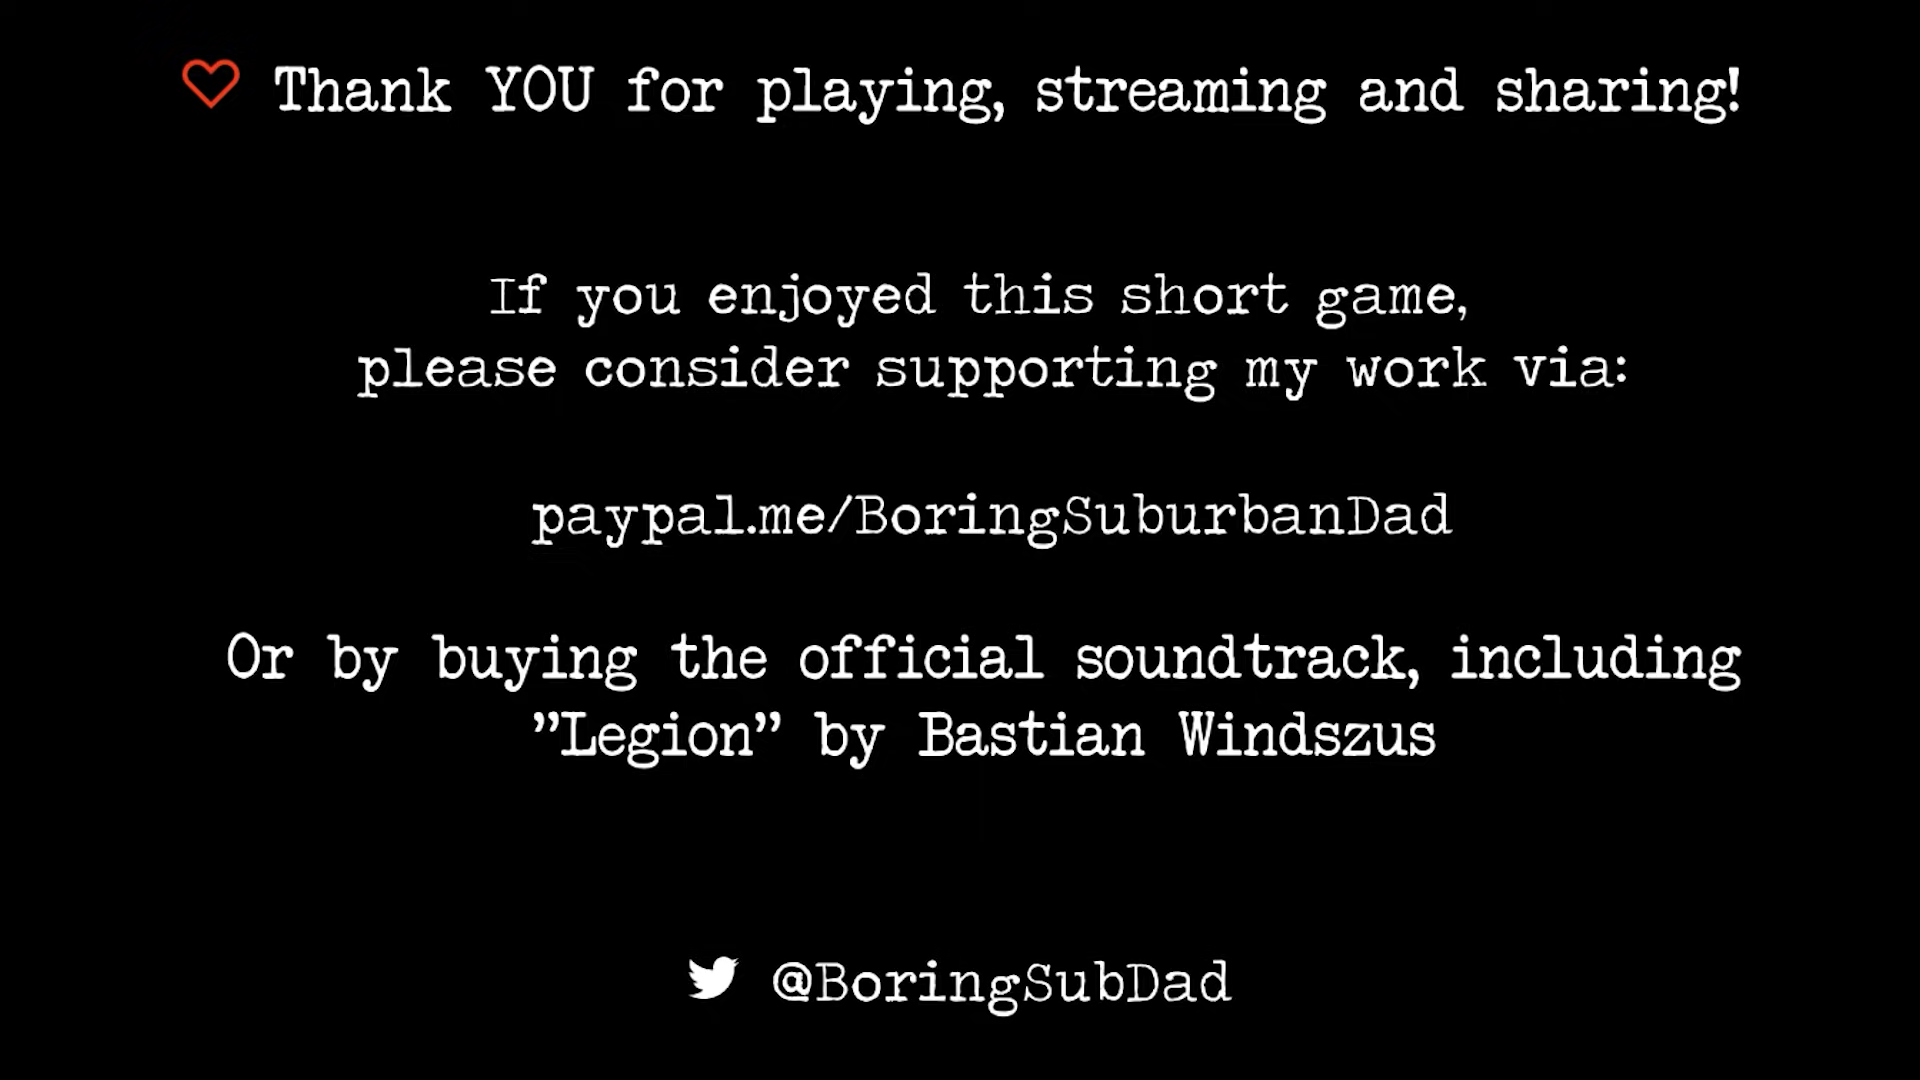 Thank YOU for playing, streaming and sharing!
If you enjoyed this short game,
please consider supporting my work via:
paypal.me/BoringSuburbanDad
Or by buying the official soundtrack, including
”Legion” by Bastian Windszus
@BoringSubDad